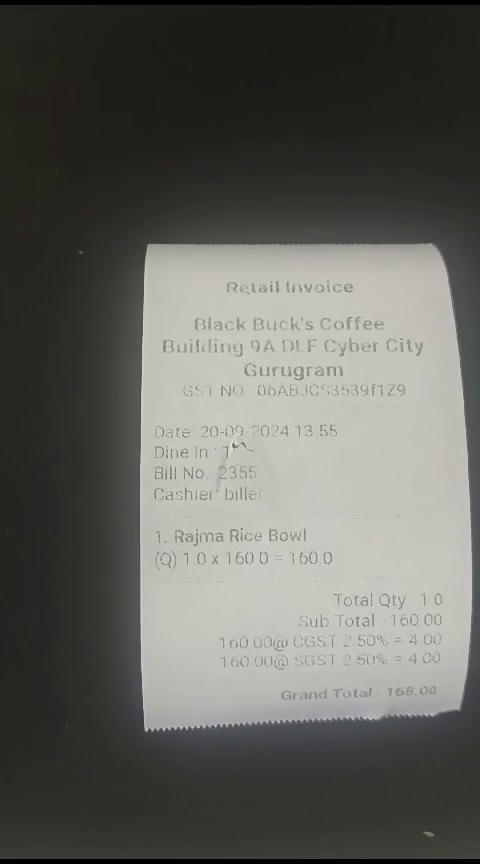 Retail Invoice
Black Buck's Coffee
Building 9A DLF Cyber City
Gurugram
GST NO 06ABJCS3539f1Z9
Date 20-09-2024 13.55
Dine In :
Bill No. 2355
Cashier biller
1. Rajma Rice Bowl
(Q) 1.0 x 160.0 = 160.0
Total Qty . 1.0
Sub Total 160.00
160.00@ CGST 2.50% = 4.00
160.00@ SGST 2.50% = 4.00
Grand Total 168.00